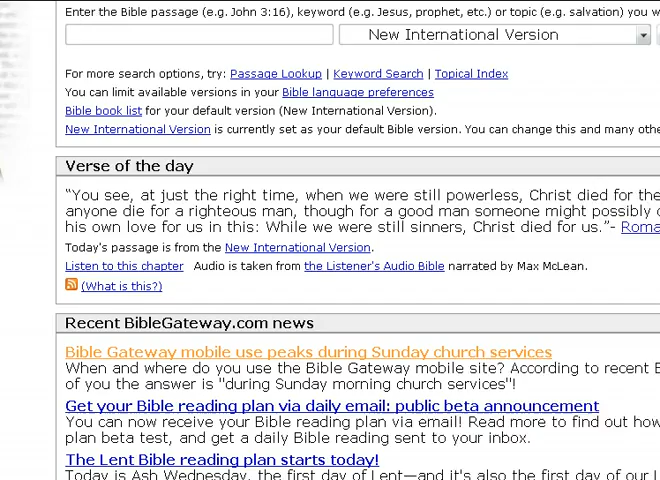 Enter the Bible passage (e.g. John 3:16), keyword (e.g. Jesus, prophet, etc.) or topic (e.g. salvation) you w
New International Version
For more search options, try: Passage Lookup | Keyword Search | Topical Index
You can limit available versions in your Bible language preferences
Bible book list for your default version (New International Version).
New International Version is currently set as your default Bible version. You can change this and many othe
Verse of the day
“You see, at just the right time, when we were still powerless, Christ died for the
anyone die for a righteous man, though for a good man someone might possibly
his own love for us in this: While we were still sinners, Christ died for us.”- Roma
Today's passage is from the New International Version.
Listen to this chapter Audio is taken from the Listener's Audio Bible narrated by Max McLean.
(What is this?)
Recent BibleGateway.com news
Bible Gateway mobile use peaks during Sunday church services
When and where do you use the Bible Gateway mobile site? According to recent
of you the answer is "during Sunday morning church services"!
Get your Bible reading plan via daily email: public beta announcement
You can now receive your Bible reading plan via email! Read more to find out how
plan beta test, and get a daily Bible reading sent to your inbox.
The Lent Bible reading plan starts today!
Today is Ash Wednesday, the first day of Lent—and it's also the first day of our L